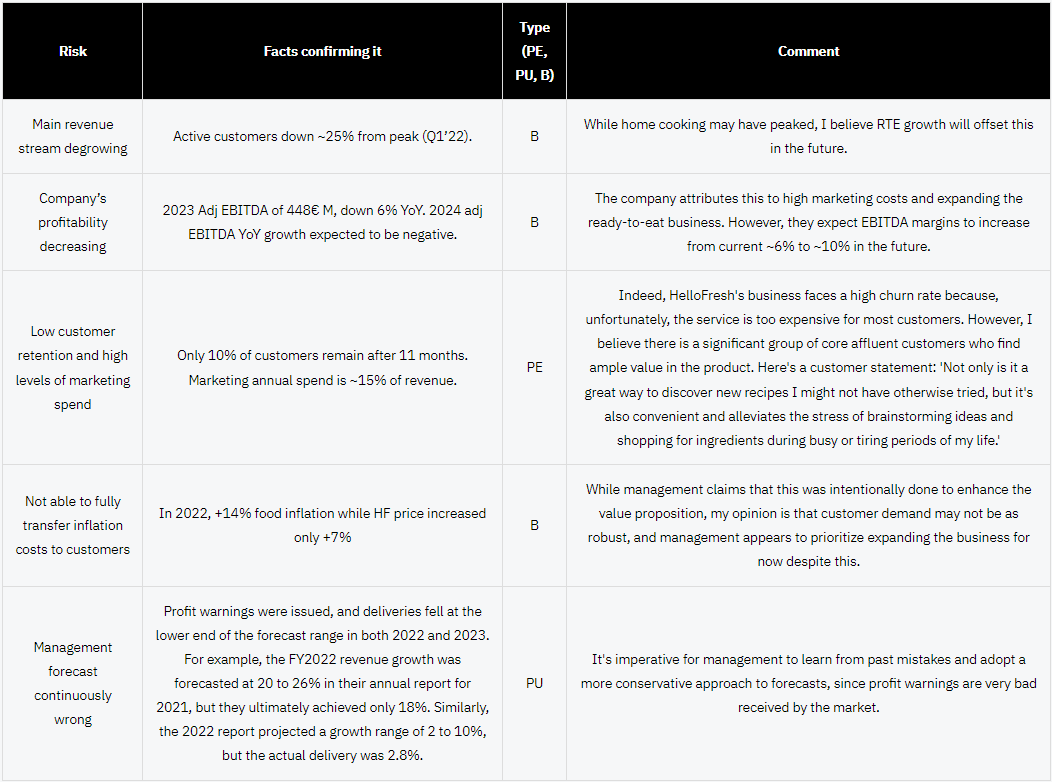 Risk
Facts confirming it
Type
(PE,
PU, B)
Comment
Main revenue
stream degrowing
Active customers down ~25% from peak (Q1’22).
B
While home cooking may have peaked, I believe RTE growth will offset this
in the future.
Company’s
profitability
decreasing
2023 Adj EBITDA of 448€ M, down 6% YoY. 2024 adj
EBITDA YoY growth expected to be negative.
B
The company attributes this to high marketing costs and expanding the
ready-to-eat business. However, they expect EBITDA margins to increase
from current ~6% to ~10% in the future.
Low customer
retention and high
levels of marketing
spend
Only 10% of customers remain after 11 months.
Marketing annual spend is ~15% of revenue.
PE
Indeed, HelloFresh's business faces a high churn rate because,
unfortunately, the service is too expensive for most customers. However, I
believe there is a significant group of core affluent customers who find
ample value in the product. Here's a customer statement: 'Not only is it a
great way to discover new recipes I might not have otherwise tried, but it's
also convenient and alleviates the stress of brainstorming ideas and
shopping for ingredients during busy or tiring periods of my life.'
Not able to fully
transfer inflation
costs to customers
In 2022, +14% food inflation while HF price increased
only +7%
B
While management claims that this was intentionally done to enhance the
value proposition, my opinion is that customer demand may not be as
robust, and management appears to prioritize expanding the business for
now despite this.
Management
forecast
continuously
wrong
Profit warnings were issued, and deliveries fell at the
lower end of the forecast range in both 2022 and 2023.
For example, the FY2022 revenue growth was
forecasted at 20 to 26% in their annual report for
2021, but they ultimately achieved only 18%. Similarly,
the 2022 report projected a growth range of 2 to 10%,
but the actual delivery was 2.8%.
PU
It's imperative for management to learn from past mistakes and adopt a
more conservative approach to forecasts, since profit warnings are very bad
received by the market.